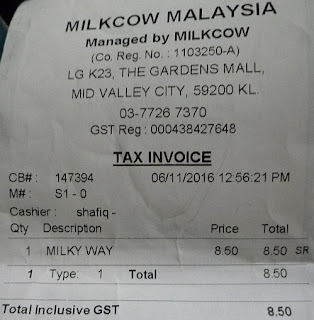 MILKCOW MALAYSIA
Managed by MILKCOW
(Co. Reg. No. : 1103250-A)
LG K23, THE GARDENS MALL,
MID VALLEY CITY, 59200 KL.
03-7726 7370
GST Reg : 000438427648
TAX INVOICE
CB# : 147394 06/11/2016 12:56:21 PM
M# : S1 - 0
Cashier : shafiq -
Qty Description Price Total
1 MILKY WAY 8.50 8.50 SR
1 Type: 1 Total 8.50
Total Inclusive GST 8.50